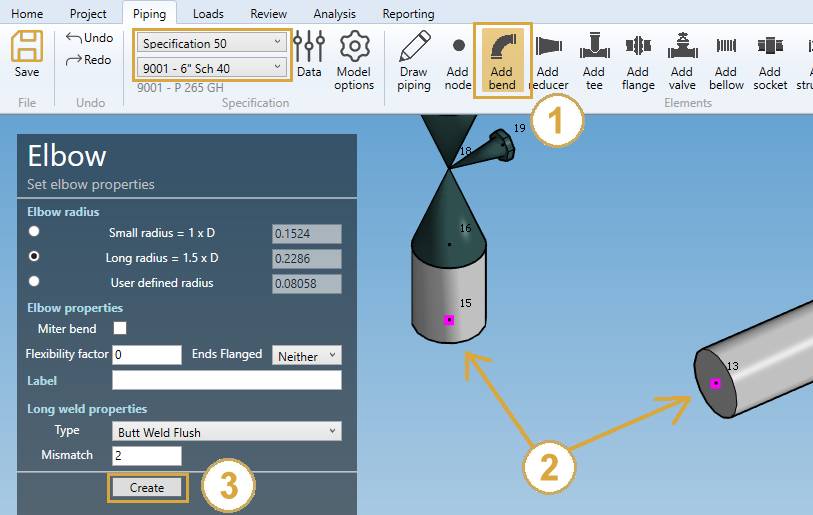 Home Project Piping Loads Review Analysis Reporting
Save
Undo
Redo
Specification 50
9001 - 6" Sch 40
9001 - P 265 GH
Data
Model options
Draw piping
Add node
Add bend
Add reducer
Add tee
Add flange
Add valve
Add bellow
Add socket
File Undo Specification Elements
1
Elbow
Set elbow properties
Elbow radius
Small radius = 1 x D 0.1524
Long radius = 1.5 x D 0.2286
User defined radius 0.08058
Elbow properties
Miter bend
Flexibility factor 0 Ends Flanged Neither
Label
Long weld properties
Type Butt Weld Flush
Mismatch 2
Create
3
19
18
16
15
13
2